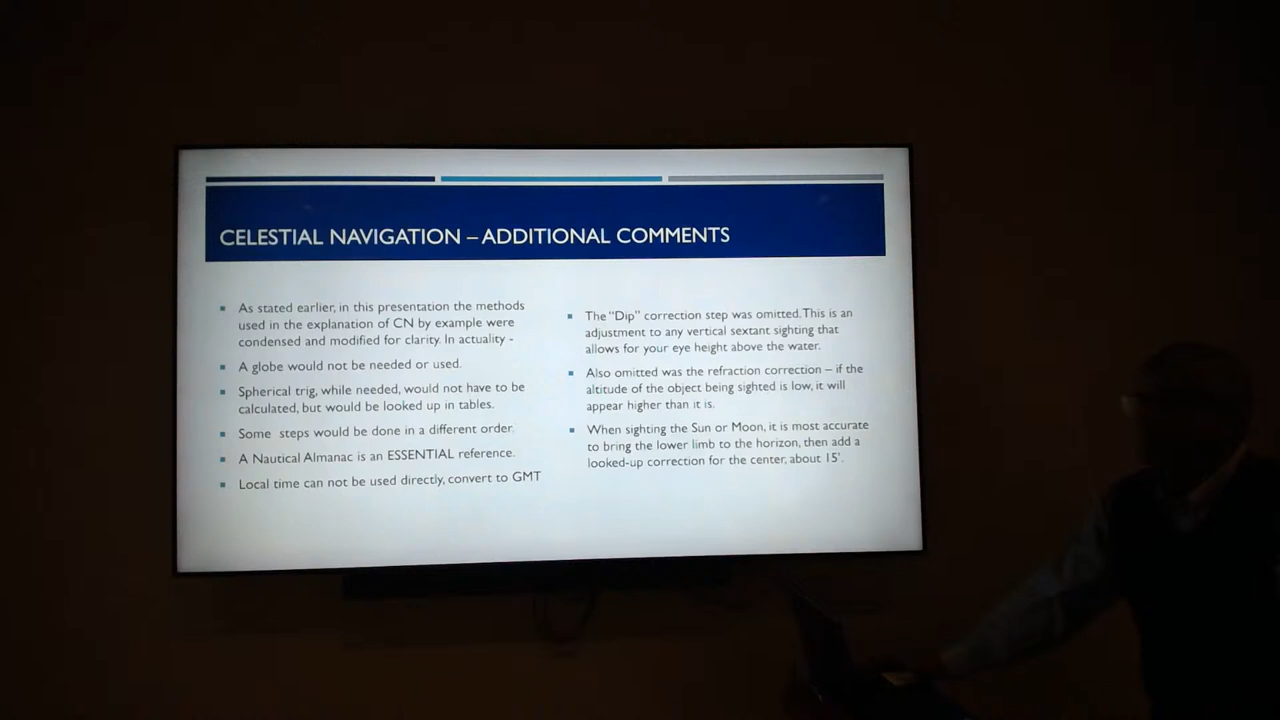 CELESTIAL NAVIGATION – ADDITIONAL COMMENTS
As stated earlier, in this presentation the methods
used in the explanation of CN by example were
condensed and modified for clarity. In actuality -
A globe would not be needed or used.
Spherical trig, while needed, would not have to be
calculated, but would be looked up in tables.
Some steps would be done in a different order.
A Nautical Almanac is an ESSENTIAL reference.
Local time can not be used directly, convert to GMT
The “Dip” correction step was omitted. This is an
adjustment to any vertical sextant sighting that
allows for your eye height above the water.
Also omitted was the refraction correction – if the
altitude of the object being sighted is low, it will
appear higher than it is.
When sighting the Sun or Moon, it is most accurate
to bring the lower limb to the horizon, then add a
looked-up correction for the center, about 15'.